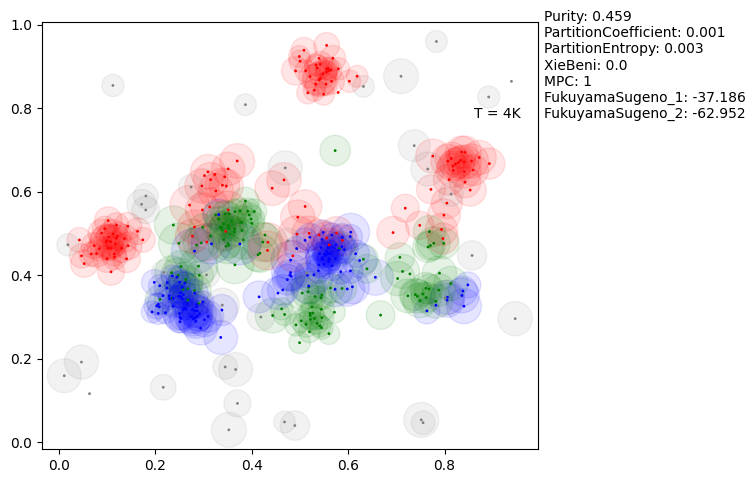 Purity: 0.459
PartitionCoefficient: 0.001
PartitionEntropy: 0.003
XieBeni: 0.0
MPC: 1
FukuyamaSugeno_1: -37.186
FukuyamaSugeno_2: -62.952
T = 4K
1.0
0.8
0.6
0.4
0.2
0.0
0.0 0.2 0.4 0.6 0.8